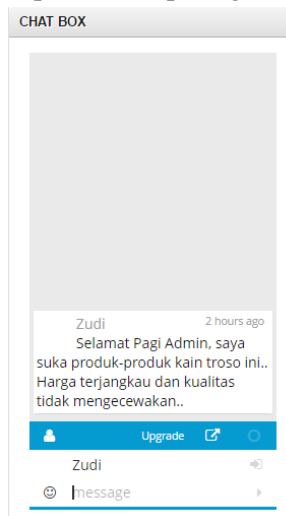 CHAT BOX
Zudi 2 hours ago
Selamat Pagi Admin, saya
suka produk-produk kain troso ini..
Harga terjangkau dan kualitas
tidak mengecewakan..
Upgrade
Zudi
message